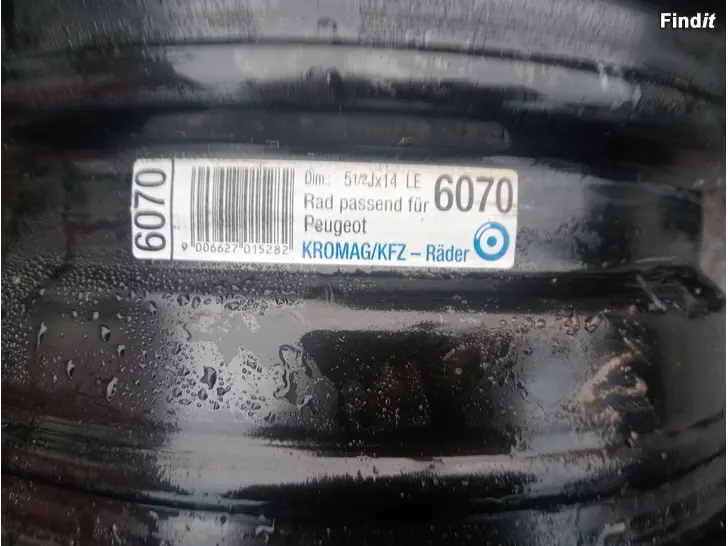 Findit
6070
Dim.: 51/2Jx14 LE
6070
Rad passend für
Peugeot
9 006627 015282
KROMAG/KFZ – Räder